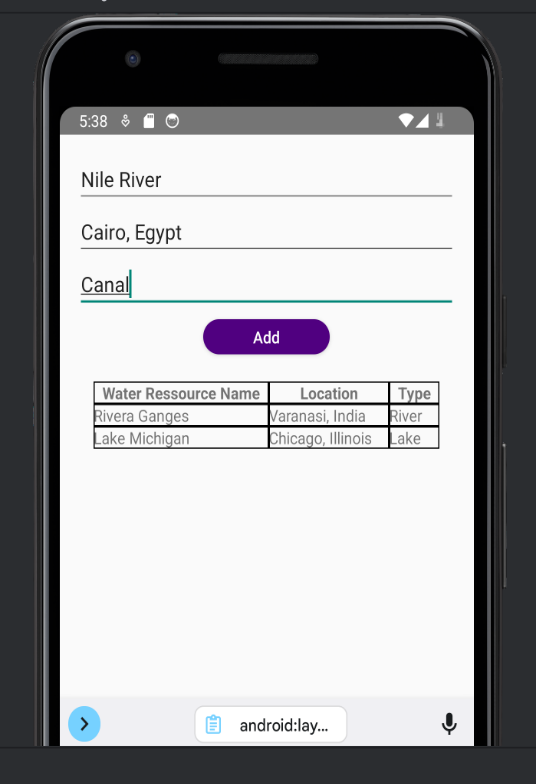 5:38
Nile River
Cairo, Egypt
Canal
Add
Water Ressource Name Location Type
Rivera Ganges Varanasi, India River
Lake Michigan Chicago, Illinois Lake
android:lay...